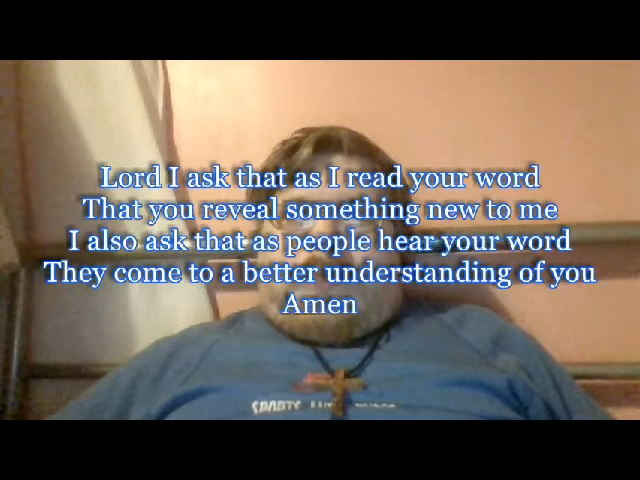 Lord I ask that as I read your word
That you reveal something new to me
I also ask that as people hear your word
They come to a better understanding of you
Amen
SPORTS